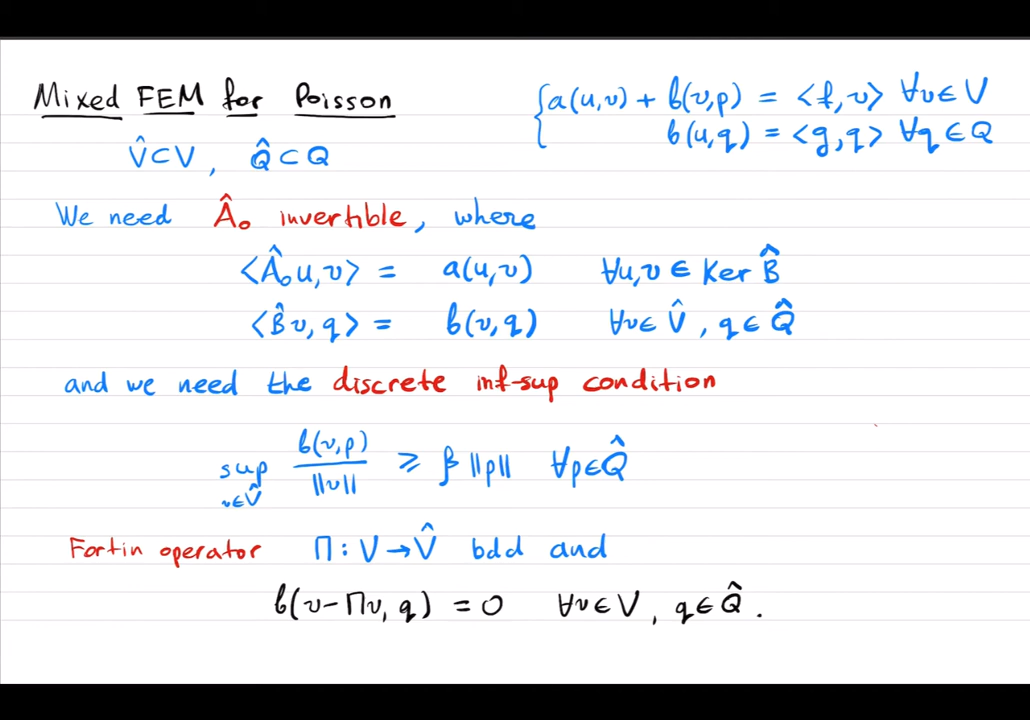 Mixed FEM for Poisson
{ a(u,v) + b(v,p) = <f,v> ∀v∈V
b(u,q) = <g,q> ∀q∈Q
V̂⊂V, Q̂⊂Q
We need Â₀ invertible, where
<Â₀u,v> = a(u,v) ∀u,v ∈ Ker B̂
<B̂v,q> = b(v,q) ∀v∈V̂, q∈Q̂
and we need the discrete inf-sup condition
sup_{v∈V̂} b(v,p)/‖v‖ ≥ β‖p‖ ∀p∈Q̂
Fortin operator Π: V→V̂ bdd and
b(v-Πv, q) = 0 ∀v∈V, q∈Q̂.